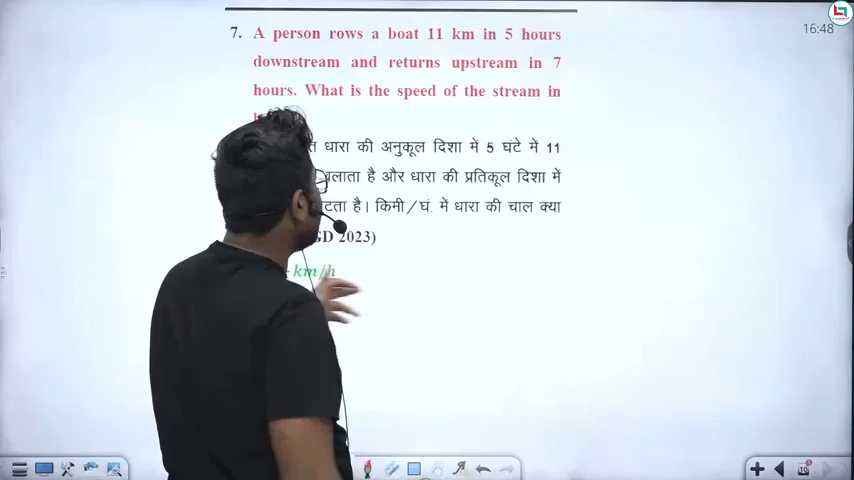 16:48
7. A person rows a boat 11 km in 5 hours
downstream and returns upstream in 7
hours. What is the speed of the stream in
धारा की अनुकूल दिशा में 5 घंटे में 11
है और धारा की प्रतिकूल दिशा में
है। किमी/घं. में धारा की चाल क्या
GD 2023)
km/h